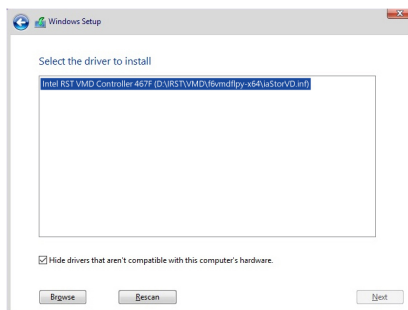 Windows Setup
Select the driver to install
Intel RST VMD Controller 467F (D:\IRST\VMD\f6vmdflpy-x64\iaStorVD.inf)
Hide drivers that aren't compatible with this computer's hardware.
Browse
Rescan
Next